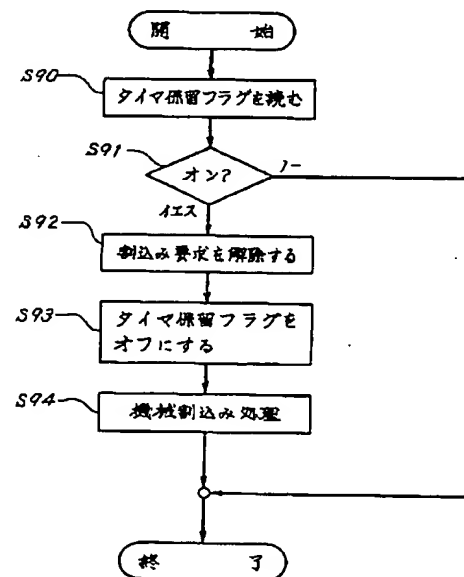 開 始
S90
タイマ保留フラグを読む
S91
オン?
ノー
イエス
S92
割込み要求を解除する
S93
タイマ保留フラグを
オフにする
S94
機械割込み処理
終 了